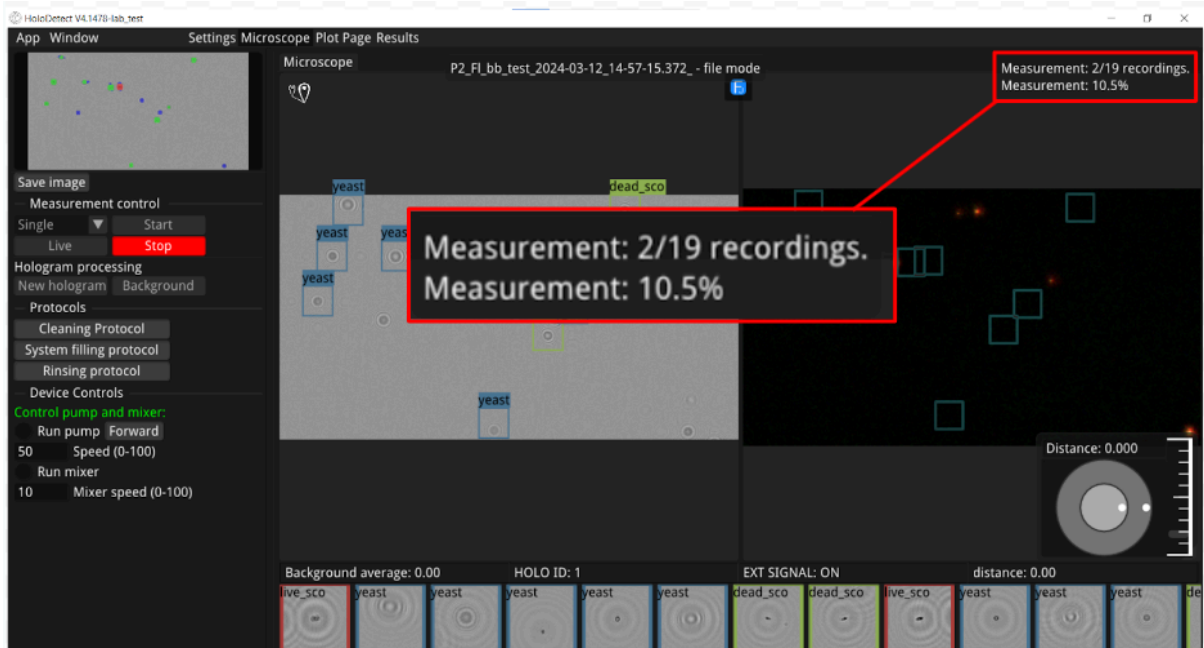 HoloDetect V4.1478-lab_test
App Window Settings Microscope Plot Page Results
Microscope
P2_Fl_bb_test_2024-03-12_14-57-15.372_ - file mode
Measurement: 2/19 recordings.
Measurement: 10.5%
Save image
Measurement control
Single Start
Live Stop
Hologram processing
New hologram Background
Protocols
Cleaning Protocol
System filling protocol
Rinsing protocol
Device Controls
Control pump and mixer:
Run pump Forward
50 Speed (0-100)
Run mixer
10 Mixer speed (0-100)
yeast dead_sco
yeast yeas
yeast
yeast
Measurement: 2/19 recordings.
Measurement: 10.5%
Distance: 0.000
Background average: 0.00 HOLO ID: 1 EXT SIGNAL: ON distance: 0.00
live_sco yeast yeast yeast yeast yeast dead_sco dead_sco live_sco yeast yeast yeast de